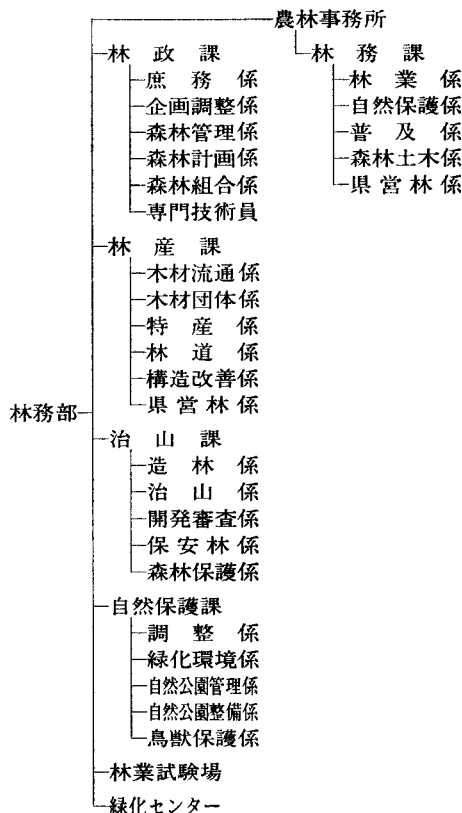 農林事務所
林務課
林業係
自然保護係
普及係
森林土木係
県営林係
林務部
林政課
庶務係
企画調整係
森林管理係
森林計画係
森林組合係
専門技術員
林産課
木材流通係
木材団体係
特産係
林道係
構造改善係
県営林係
治山課
造林係
治山係
開発審査係
保安林係
森林保護係
自然保護課
調整係
緑化環境係
自然公園管理係
自然公園整備係
鳥獣保護係
林業試験場
緑化センター